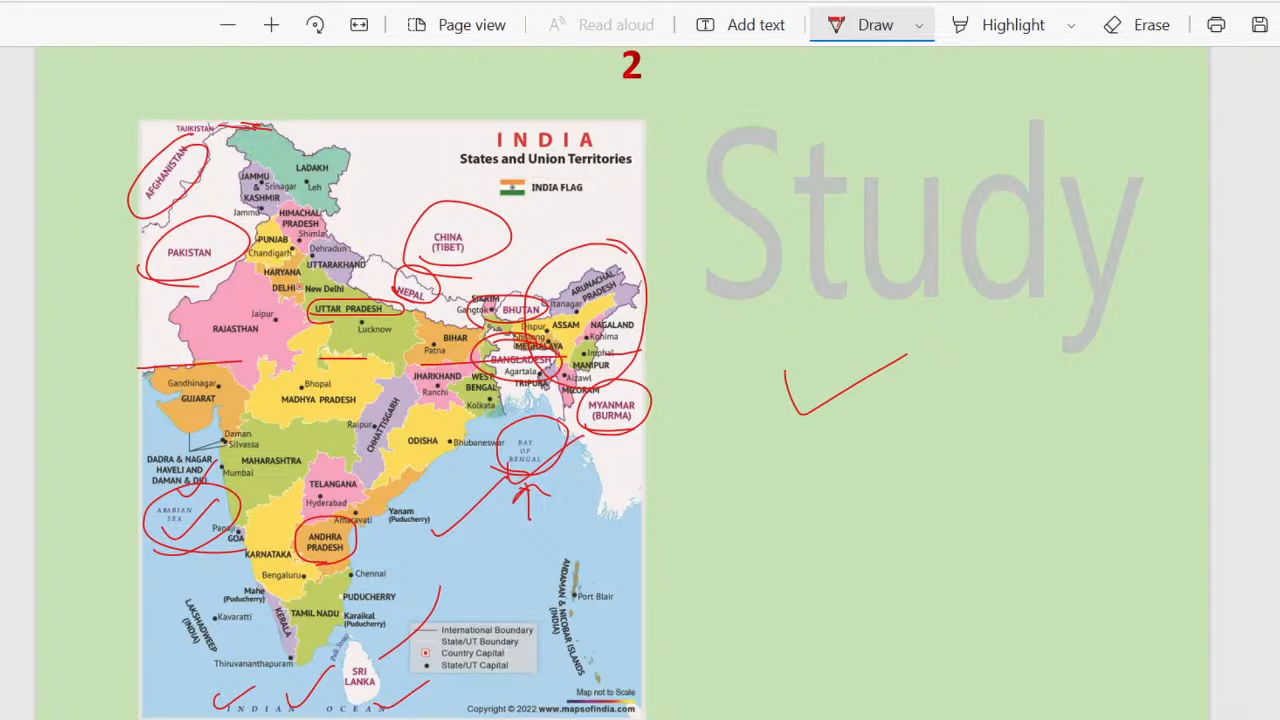 Page view
Read aloud
Add text
Draw
Highlight
Erase
2
Study
INDIA
States and Union Territories
INDIA FLAG
TAJIKISTAN
AFGHANISTAN
LADAKH
JAMMU
&
KASHMIR
Srinagar
Leh
Jammu
HIMACHAL
PRADESH
Shimla
PAKISTAN
PUNJAB
Chandigarh
Dehradun
UTTARAKHAND
CHINA
(TIBET)
HARYANA
DELHI
New Delhi
NEPAL
ARUNACHAL
PRADESH
SIKKIM
Gangtok
BHUTAN
Itanagar
UTTAR PRADESH
Lucknow
Jaipur
RAJASTHAN
BIHAR
Patna
Dispur
ASSAM
NAGALAND
Kohima
Shillong
MEGHALAYA
Imphal
MANIPUR
BANGLADESH
Agartala
TRIPURA
Aizawl
MIZORAM
Gandhinagar
GUJARAT
Bhopal
MADHYA PRADESH
JHARKHAND
Ranchi
WEST
BENGAL
Kolkata
MYANMAR
(BURMA)
CHHATTISGARH
Raipur
ODISHA
Bhubaneswar
BAY
OF
BENGAL
Daman
Silvassa
DADRA & NAGAR
HAVELI AND
DAMAN & DIU
Mumbai
MAHARASHTRA
TELANGANA
Hyderabad
Amaravati
Yanam
(Puducherry)
ARABIAN
SEA
Panaji
GOA
KARNATAKA
ANDHRA
PRADESH
Bengaluru
Chennai
Mahe
(Puducherry)
PUDUCHERRY
LAKSHADWEEP
(INDIA)
Kavaratti
KERALA
TAMIL NADU
Karaikal
(Puducherry)
Thiruvananthapuram
Palk Strait
SRI
LANKA
ANDAMAN & NICOBAR ISLANDS
(INDIA)
Port Blair
International Boundary
State/UT Boundary
Country Capital
State/UT Capital
Map not to Scale
INDIAN OCEAN
Copyright © 2022 www.mapsofindia.com